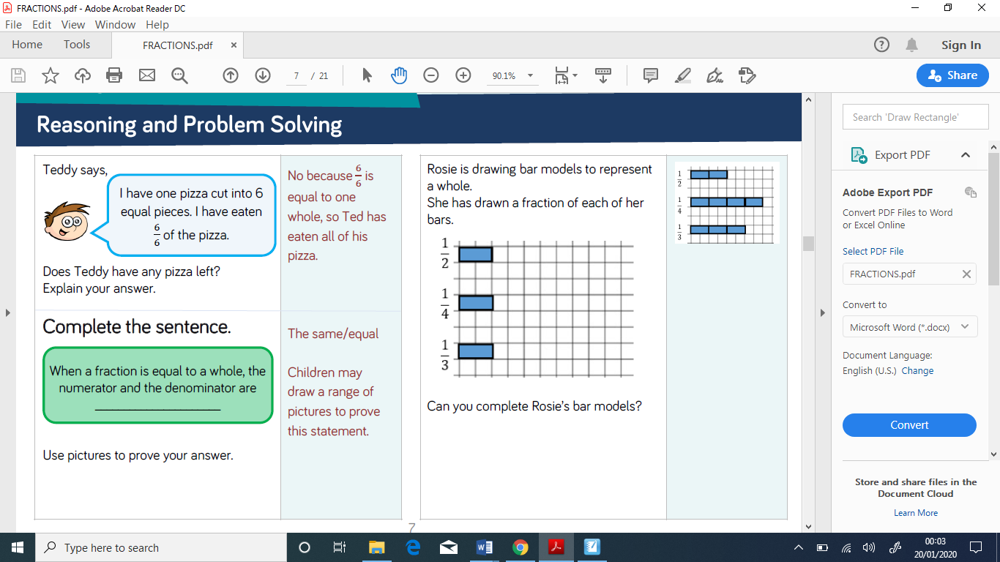 FRACTIONS.pdf - Adobe Acrobat Reader DC
File Edit View Window Help
Home Tools FRACTIONS.pdf × Sign In
7 / 21 90.1% Share
Reasoning and Problem Solving
Teddy says,
I have one pizza cut into 6
equal pieces. I have eaten
6/6 of the pizza.
Does Teddy have any pizza left?
Explain your answer.
No because 6/6 is
equal to one
whole, so Ted has
eaten all of his
pizza.
Complete the sentence.
When a fraction is equal to a whole, the
numerator and the denominator are
____________________
Use pictures to prove your answer.
The same/equal
Children may
draw a range of
pictures to prove
this statement.
Rosie is drawing bar models to represent
a whole.
She has drawn a fraction of each of her
bars.
1/2
1/4
1/3
Can you complete Rosie's bar models?
1/2
1/4
1/3
7
Search 'Draw Rectangle'
Export PDF
Adobe Export PDF
Convert PDF Files to Word
or Excel Online
Select PDF File
FRACTIONS.pdf
Convert to
Microsoft Word (*.docx)
Document Language:
English (U.S.) Change
Convert
Store and share files in the
Document Cloud
Learn More
Type here to search
00:03
20/01/2020